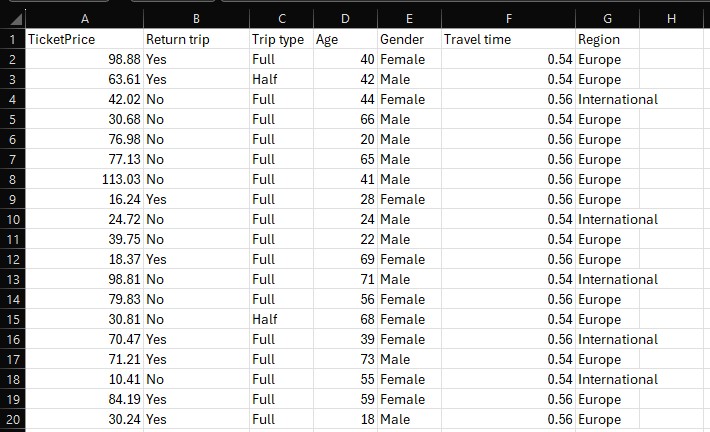 A B C D E F G H
1 TicketPrice Return trip Trip type Age Gender Travel time Region
2 98.88 Yes Full 40 Female 0.54 Europe
3 63.61 Yes Half 42 Male 0.54 Europe
4 42.02 No Full 44 Female 0.56 International
5 30.68 No Full 66 Male 0.54 Europe
6 76.98 No Full 20 Male 0.56 Europe
7 77.13 No Full 65 Male 0.56 Europe
8 113.03 No Full 41 Male 0.56 Europe
9 16.24 Yes Full 28 Female 0.56 Europe
10 24.72 No Full 24 Male 0.54 International
11 39.75 No Full 22 Male 0.54 Europe
12 18.37 Yes Full 69 Female 0.56 Europe
13 98.81 No Full 71 Male 0.54 International
14 79.83 No Full 56 Female 0.56 Europe
15 30.81 No Half 68 Female 0.54 Europe
16 70.47 Yes Full 39 Female 0.56 International
17 71.21 Yes Full 73 Male 0.54 Europe
18 10.41 No Full 55 Female 0.54 International
19 84.19 Yes Full 59 Female 0.56 Europe
20 30.24 Yes Full 18 Male 0.56 Europe